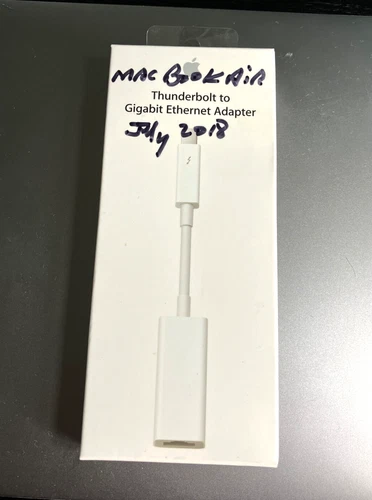 MAC BOOK AIR
Thunderbolt to
Gigabit Ethernet Adapter
July 2018